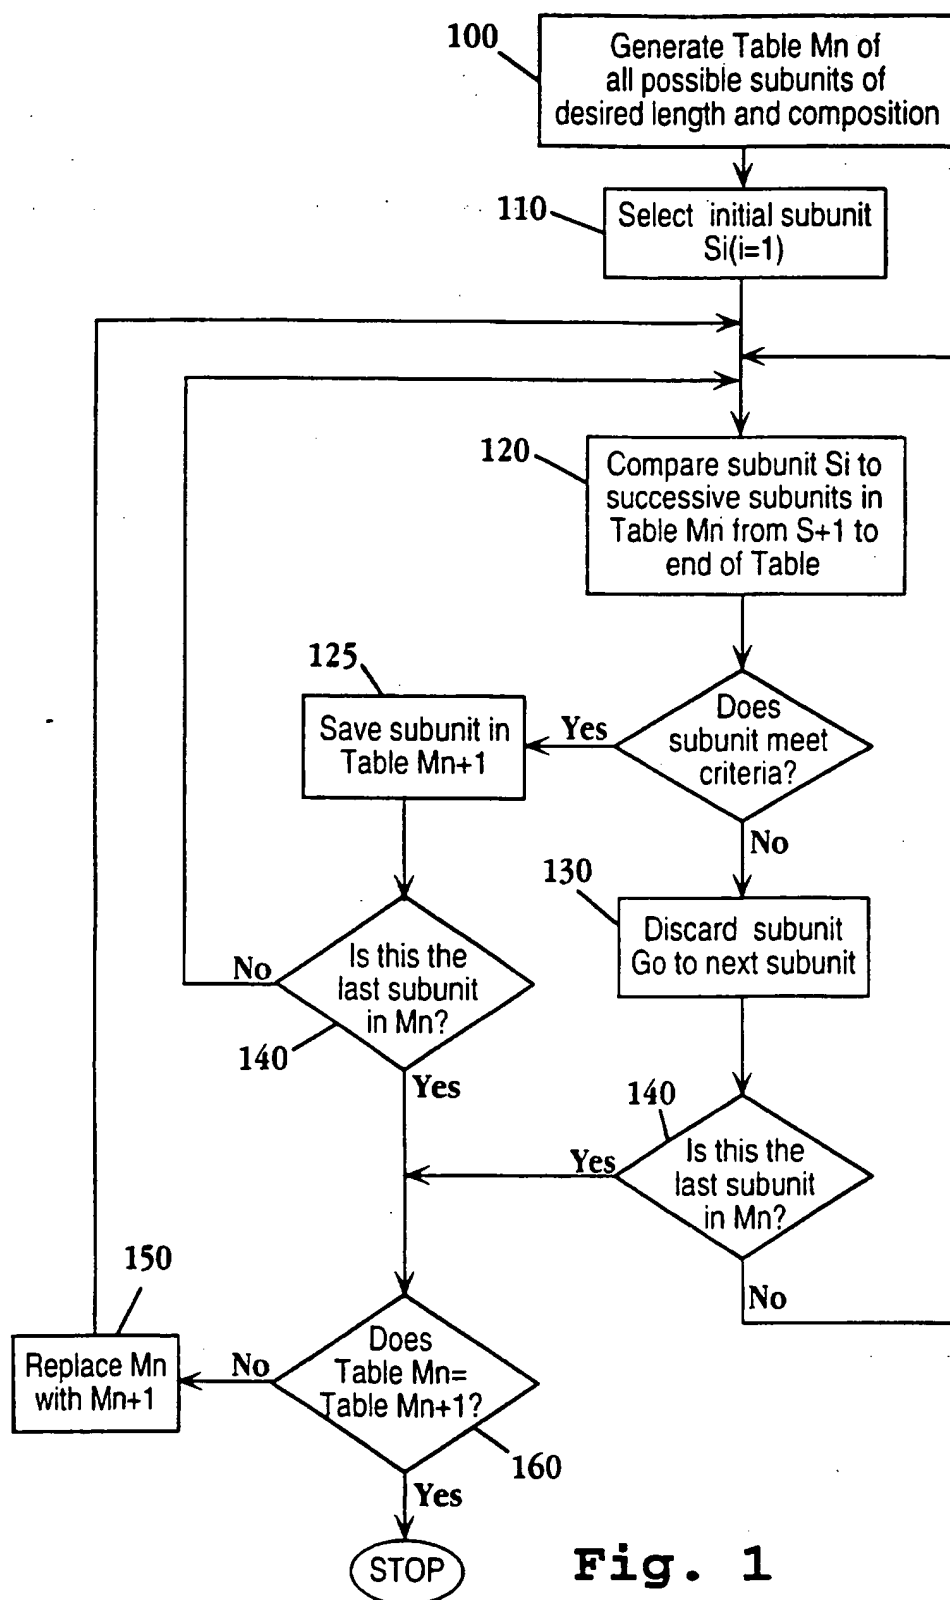 100
Generate Table Mn of
all possible subunits of
desired length and composition
110
Select initial subunit
Si(i=1)
120
Compare subunit Si to
successive subunits in
Table Mn from S+1 to
end of Table
125
Save subunit in
Table Mn+1
Yes
Does
subunit meet
criteria?
No
130
Discard subunit
Go to next subunit
No
Is this the
last subunit
in Mn?
140
Yes
140
Yes
Is this the
last subunit
in Mn?
No
150
Replace Mn
with Mn+1
No
Does
Table Mn=
Table Mn+1?
160
Yes
STOP
Fig. 1